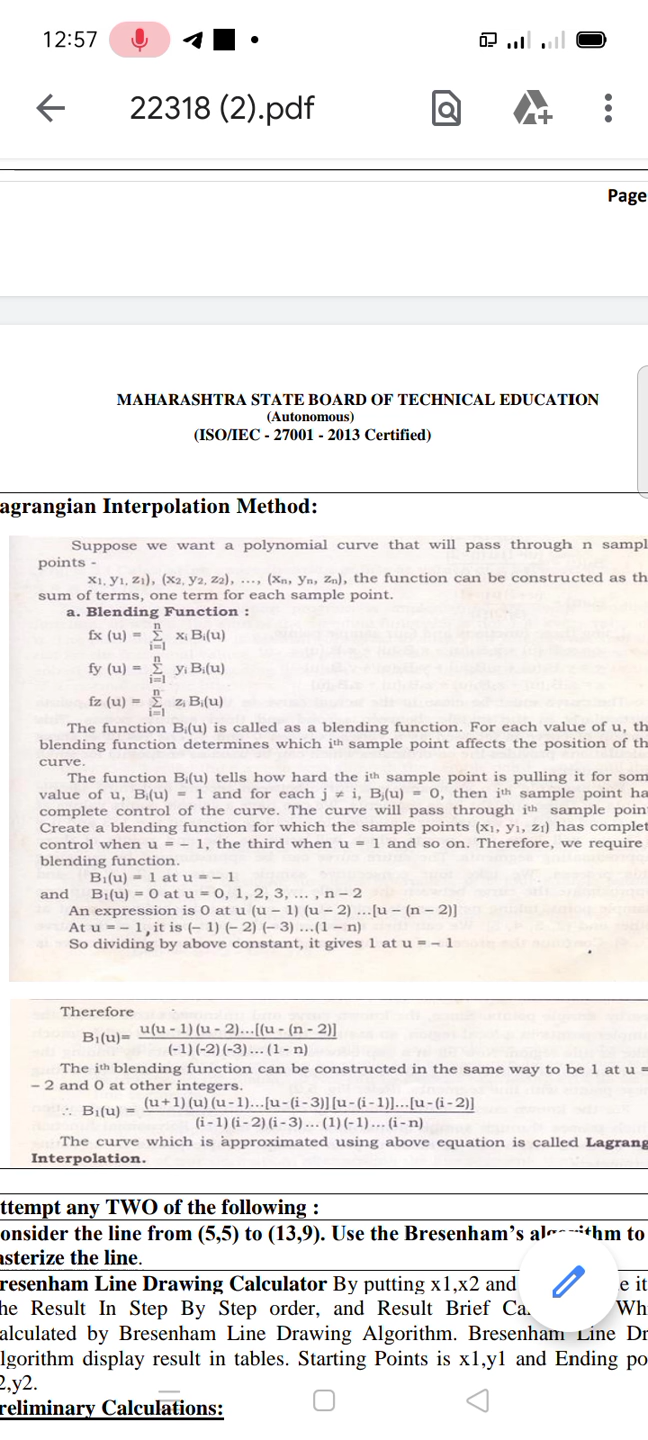 12:57
22318 (2).pdf
Page
MAHARASHTRA STATE BOARD OF TECHNICAL EDUCATION
(Autonomous)
(ISO/IEC - 27001 - 2013 Certified)
agrangian Interpolation Method:
Suppose we want a polynomial curve that will pass through n sampl
points -
x₁, y₁, z₁), (x₂, y₂, z₂), ..., (xₙ, yₙ, zₙ), the function can be constructed as th
sum of terms, one term for each sample point.
a. Blending Function :
fx (u) = n Σ i=1 xᵢ Bᵢ(u)
fy (u) = n Σ i=1 yᵢ Bᵢ(u)
fz (u) = n Σ i=1 zᵢ Bᵢ(u)
The function Bᵢ(u) is called as a blending function. For each value of u, th
blending function determines which iᵗʰ sample point affects the position of th
curve.
The function Bᵢ(u) tells how hard the iᵗʰ sample point is pulling it for som
value of u, Bᵢ(u) = 1 and for each j ≠ i, Bⱼ(u) = 0, then iᵗʰ sample point ha
complete control of the curve. The curve will pass through iᵗʰ sample poin
Create a blending function for which the sample points (x₁, y₁, z₁) has complet
control when u = – 1, the third when u = 1 and so on. Therefore, we require
blending function.
B₁(u) = 1 at u = – 1
and B₁(u) = 0 at u = 0, 1, 2, 3, ... , n – 2
An expression is 0 at u (u – 1) (u – 2) ...[u – (n – 2)]
At u = – 1, it is (– 1) (– 2) (– 3) ...(1 – n)
So dividing by above constant, it gives 1 at u = – 1
Therefore
B₁(u)= u(u - 1) (u - 2)...[(u - (n - 2)] / (-1) (-2) (-3) ... (1 - n)
The iᵗʰ blending function can be constructed in the same way to be 1 at u =
– 2 and 0 at other integers.
∴ Bᵢ(u) = (u+1) (u) (u-1)...[u-(i-3)] [u-(i-1)]...[u-(i-2)] / (i-1) (i-2) (i-3) ... (1) (-1) ... (i-n)
The curve which is approximated using above equation is called Lagrang
Interpolation.
ttempt any TWO of the following :
onsider the line from (5,5) to (13,9). Use the Bresenham's algorithm to
asterize the line.
resenham Line Drawing Calculator By putting x1,x2 and e it
he Result In Step By Step order, and Result Brief Ca Wh
alculated by Bresenham Line Drawing Algorithm. Bresenham Line Dr
lgorithm display result in tables. Starting Points is x1,y1 and Ending po
2,y2.
reliminary Calculations: